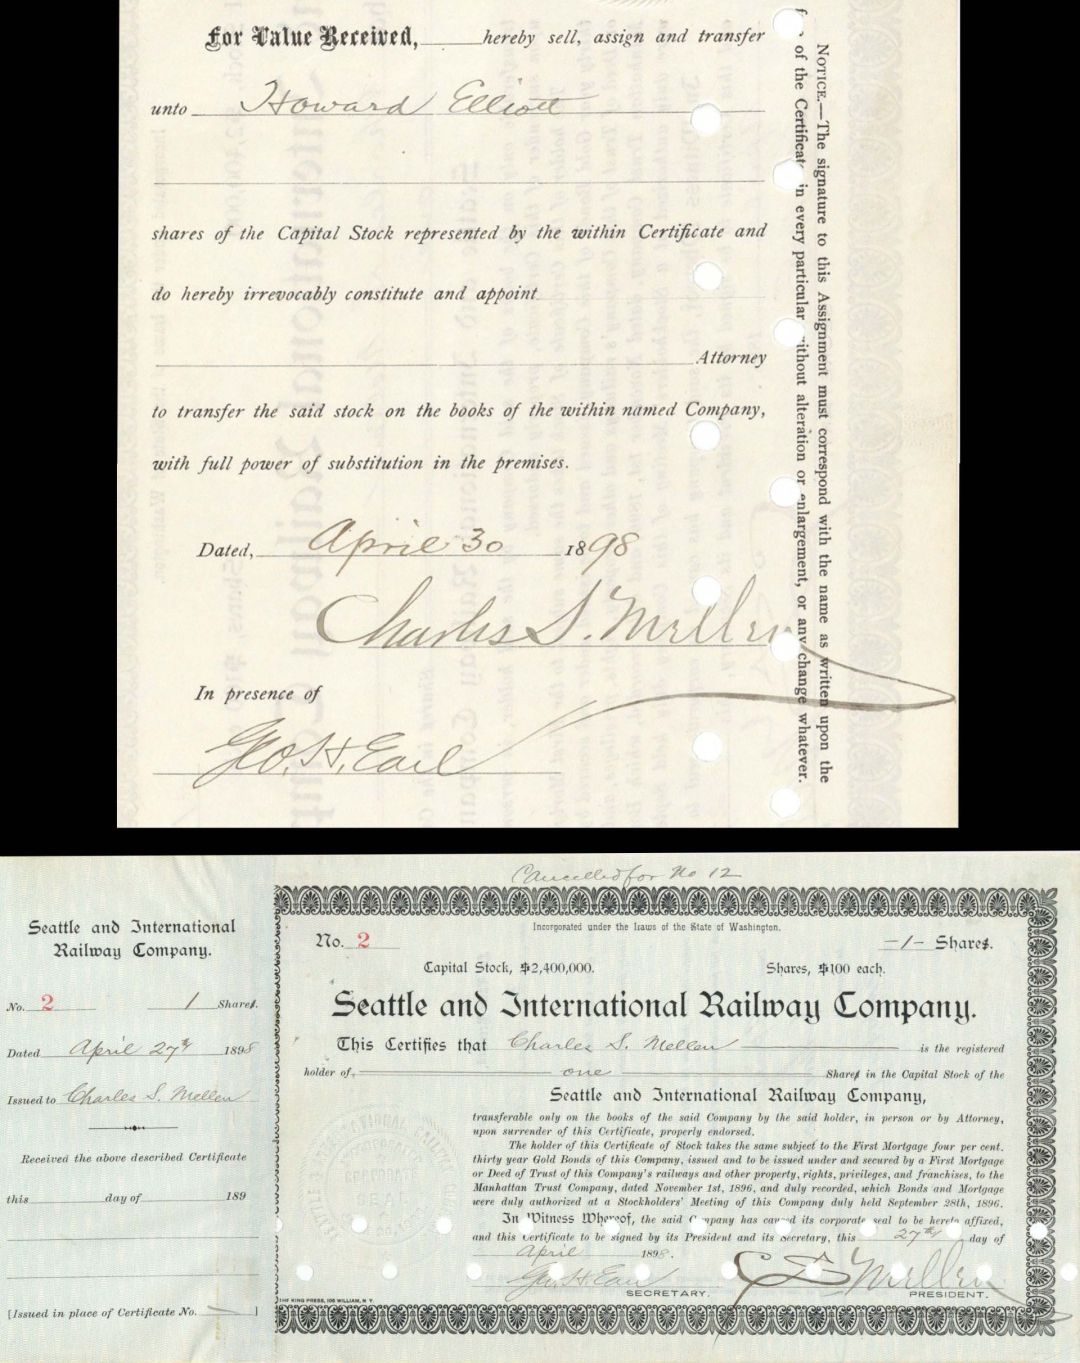 For Value Received, hereby sell, assign and transfer
unto Howard Elliott
shares of the Capital Stock represented by the within Certificate and
do hereby irrevocably constitute and appoint
Attorney
to transfer the said stock on the books of the within named Company,
with full power of substitution in the premises.
Dated, April 30 1898
Charles S. Mellen
In presence of
Geo. H. Earl
NOTICE.—The signature to this Assignment must correspond with the name as written upon the
of the Certificate in every particular without alteration or enlargement, or any change whatever.
Cancelled for No 12
Seattle and International
Railway Company.
No. 2 1 Shares.
Dated April 27th 1898
Issued to Charles S. Mellen
Received the above described Certificate
this day of 189
[Issued in place of Certificate No. ]
Incorporated under the Laws of the State of Washington.
No. 2 -1- Shares.
Capital Stock, $2,400,000. Shares, $100 each.
Seattle and International Railway Company.
This Certifies that Charles S. Mellen is the registered
holder of, one Shares in the Capital Stock of the
Seattle and International Railway Company,
transferable only on the books of the said Company by the said holder, in person or by Attorney,
upon surrender of this Certificate, properly endorsed.
The holder of this Certificate of Stock takes the same subject to the First Mortgage four per cent.
thirty year Gold Bonds of this Company, issued and to be issued under and secured by a First Mortgage
or Deed of Trust of this Company's railways and other property, rights, privileges, and franchises, to the
Manhattan Trust Company, dated November 1st, 1896, and duly recorded, which Bonds and Mortgage
were duly authorized at a Stockholders' Meeting of this Company duly held September 28th, 1896.
In Witness Whereof, the said Company has caused its corporate seal to be hereto affixed,
and this Certificate to be signed by its President and its Secretary, this 27th day of
April 1898.
Geo. H. Earl C. S. Mellen
SECRETARY. PRESIDENT.
THE KING PRESS, 106 WILLIAM, N. Y.